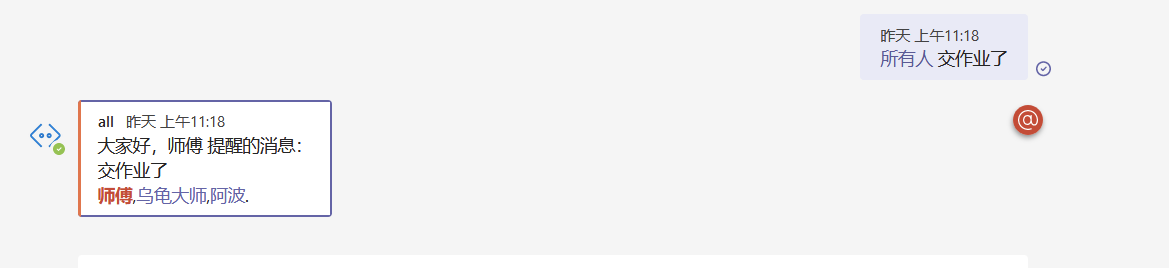 昨天 上午11:18
所有人 交作业了
all 昨天 上午11:18
大家好，师傅 提醒的消息：
交作业了
师傅,乌龟大师,阿波.
@